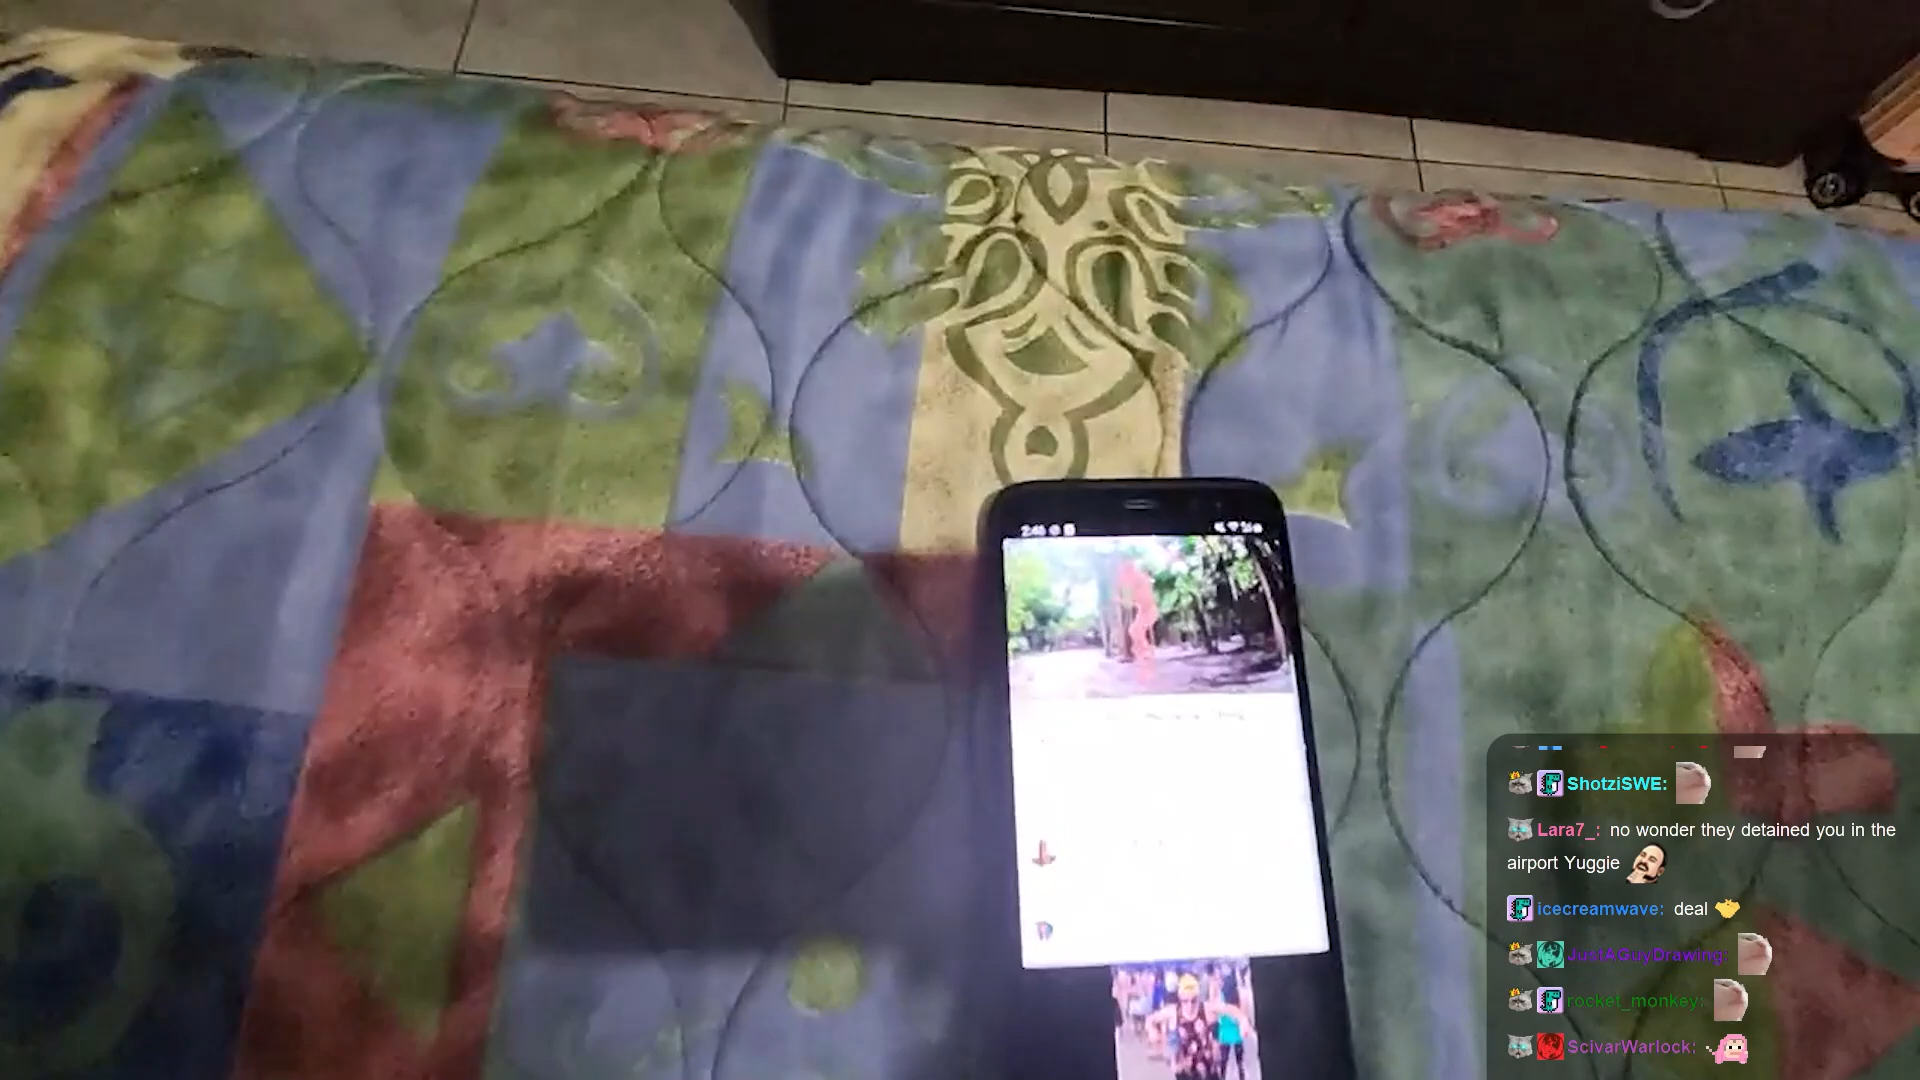 ShotziSWE:
Lara7_: no wonder they detained you in the
airport Yuggie
icecreamwave: deal
JustAGuyDrawing:
rocket_monkey:
ScivarWarlock: